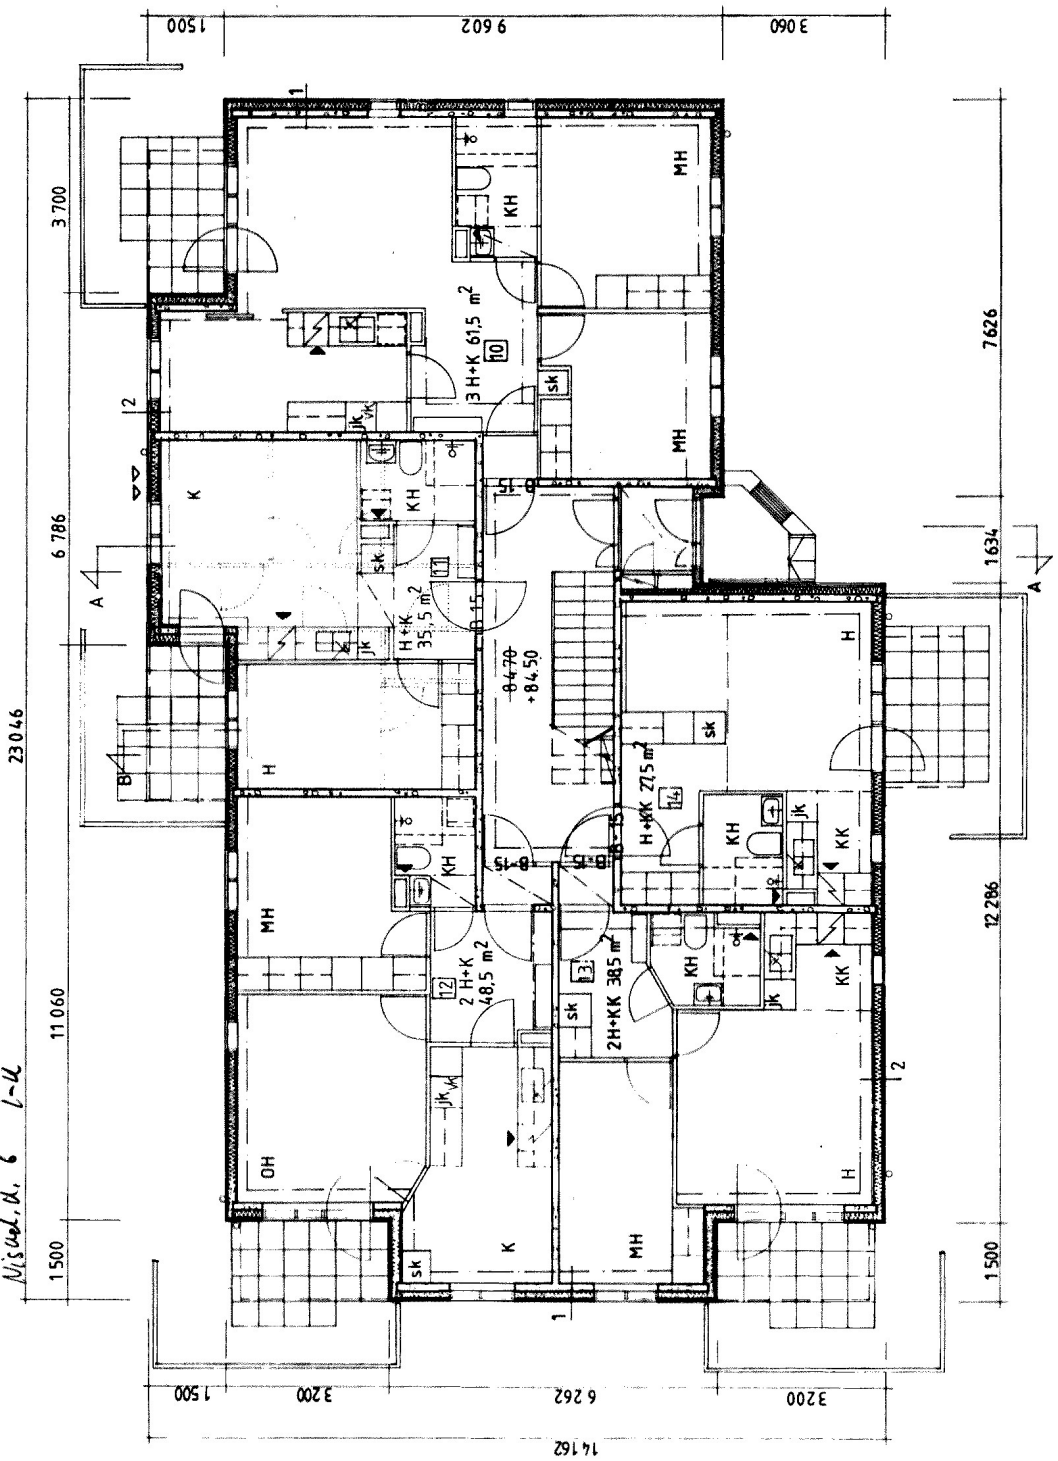 1500
9602
3060
23046
3700
6786
11060
1500
7626
1634
12286
1500
1500
3200
6262
3200
14162
1
2
A
B
A
2
1
KH
MH
3H+K 61,5 m²
10
sk
MH
jk
vk
K
KH
sk
11
H+K
35,5 m²
jk
H
B-15
B 15
84.70
+84.50
H
sk
H+KK 27,5 m²
14
B-15
KH
jk
KK
B-15
B-15
MH
KH
12
2 H+K
48,5 m²
OH
jk
vk
K
sk
13
2H+KK 38,5 m²
sk
KH
jk
KK
MH
H